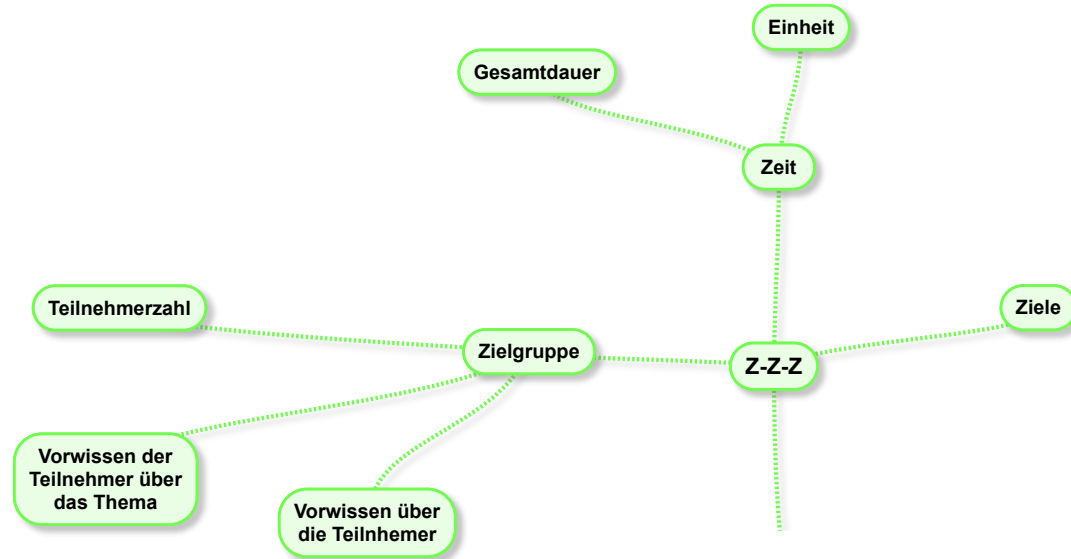 Einheit
Gesamtdauer
Zeit
Teilnehmerzahl
Ziele
Zielgruppe
Z-Z-Z
Vorwissen der
Teilnehmer über
das Thema
Vorwissen über
die Teilnhemer